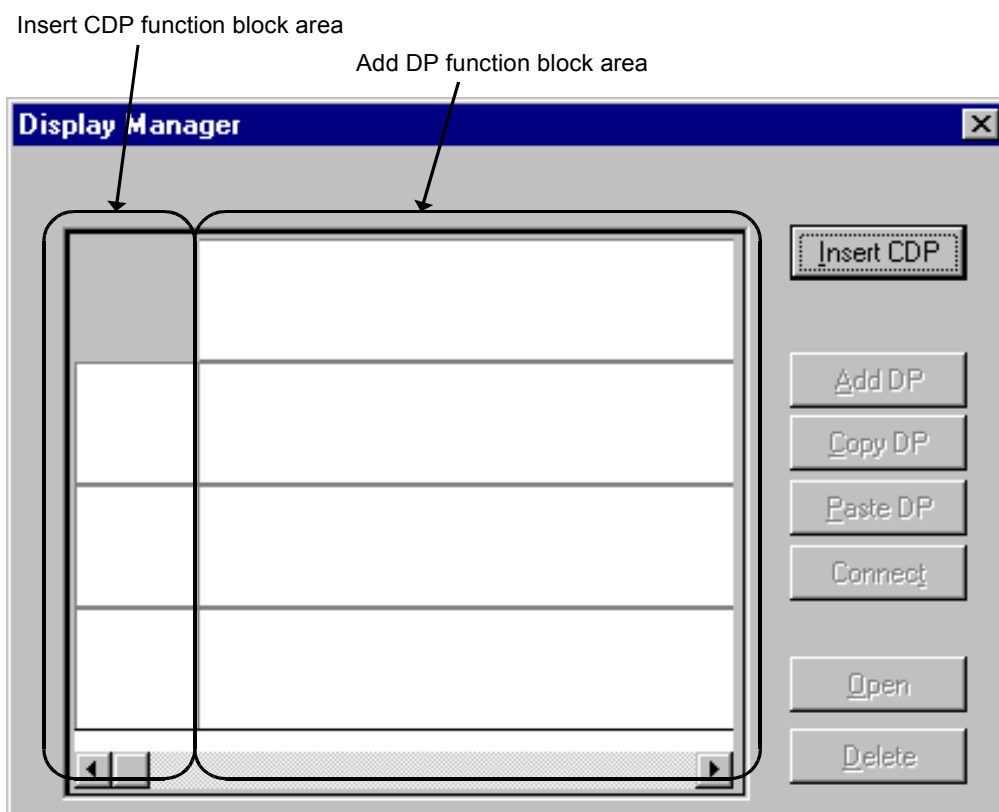 Insert CDP function block area
Add DP function block area
Display Manager
Insert CDP
Add DP
Copy DP
Paste DP
Connect
Open
Delete